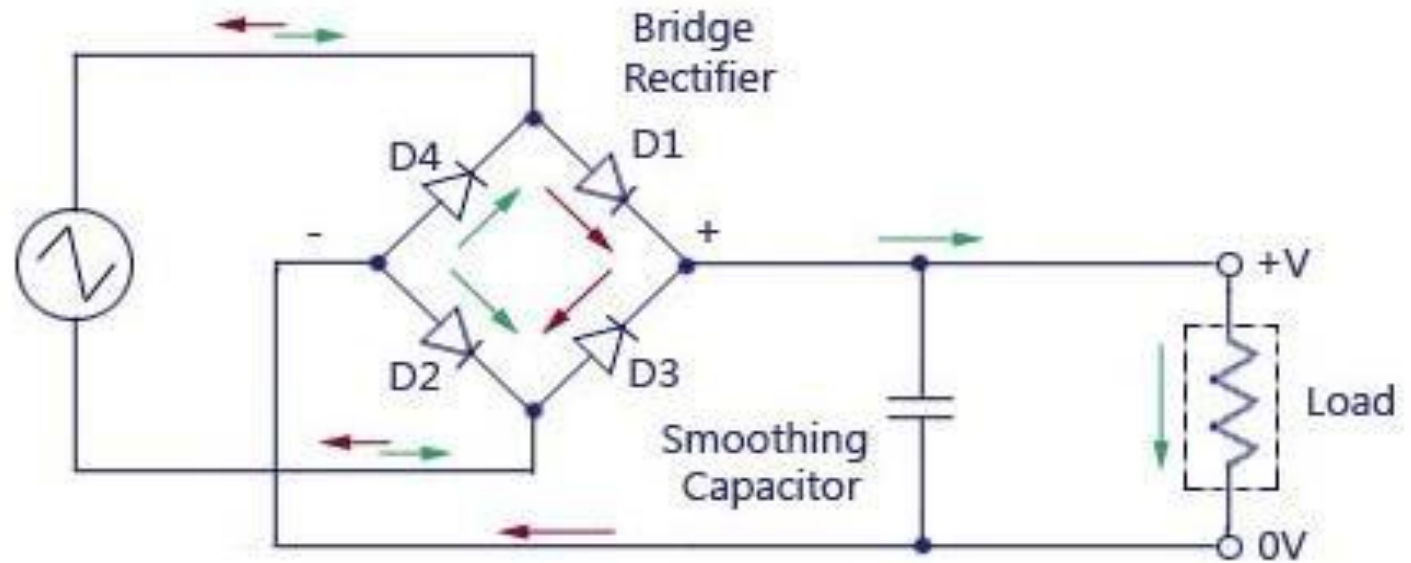 Bridge
Rectifier
D4
D1
-
+
+V
D2
D3
Load
Smoothing
Capacitor
0V